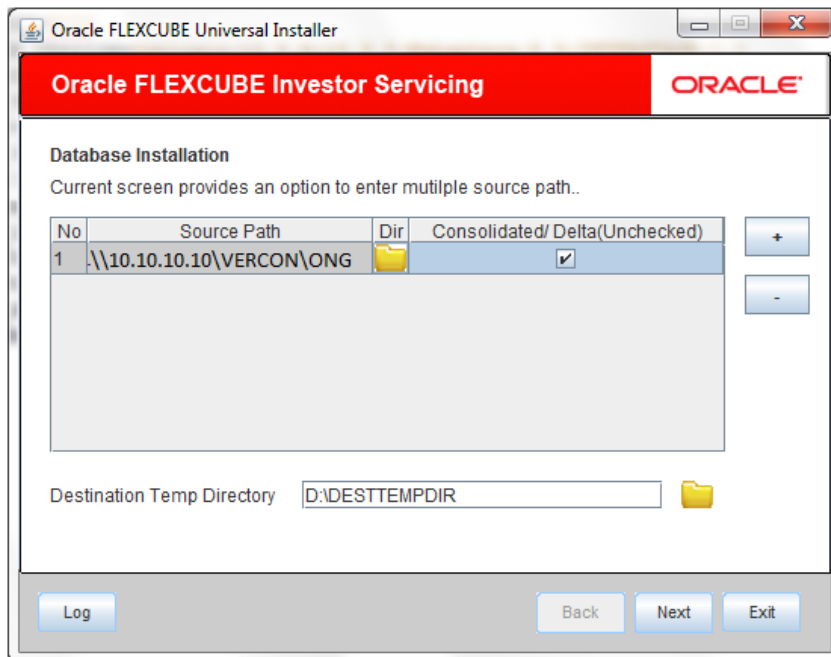 Oracle FLEXCUBE Universal Installer
Oracle FLEXCUBE Investor Servicing
ORACLE
Database Installation
Current screen provides an option to enter mutilple source path..
No Source Path Dir Consolidated/ Delta(Unchecked)
1 .\\10.10.10.10\VERCON\ONG
+
-
Destination Temp Directory D:\DESTTEMPDIR
Log Back Next Exit